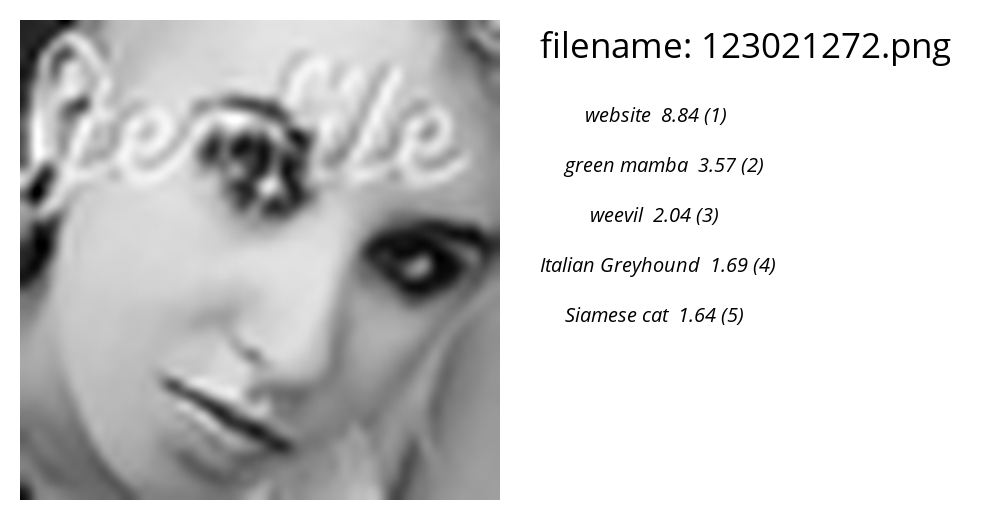 filename: 123021272.png
website 8.84 (1)
green mamba 3.57 (2)
weevil 2.04 (3)
Italian Greyhound 1.69 (4)
Siamese cat 1.64 (5)